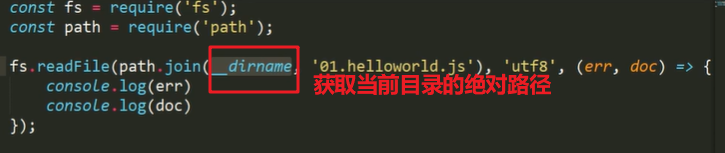 const fs = require('fs');
const path = require('path');
fs.readFile(path.join(__dirname, '01.helloworld.js'), 'utf8', (err, doc) => {
获取当前目录的绝对路径
console.log(err)
console.log(doc)
});